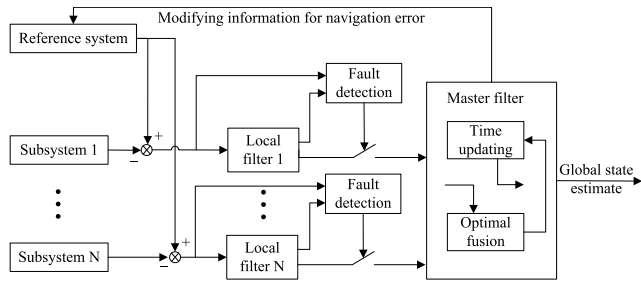 Modifying information for navigation error
Reference system
Fault
detection
Master filter
+
Subsystem 1
−
Local
filter 1
Time
updating
Global state
estimate
Fault
detection
Optimal
fusion
+
Subsystem N
−
Local
filter N